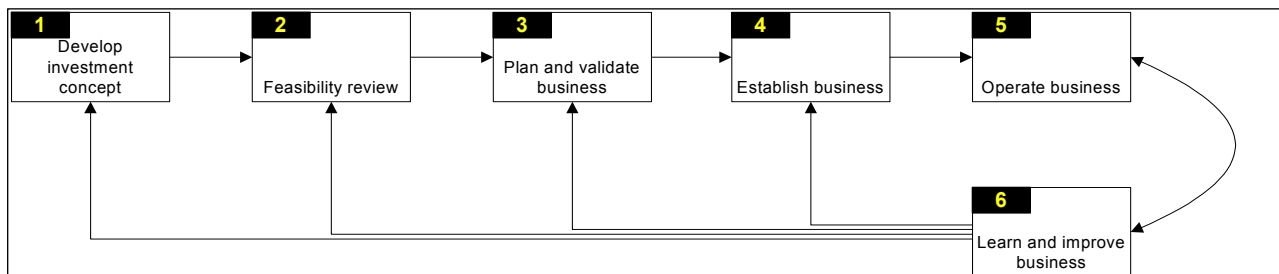 1
Develop
investment
concept
2
Feasibility review
3
Plan and validate
business
4
Establish business
5
Operate business
6
Learn and improve
business